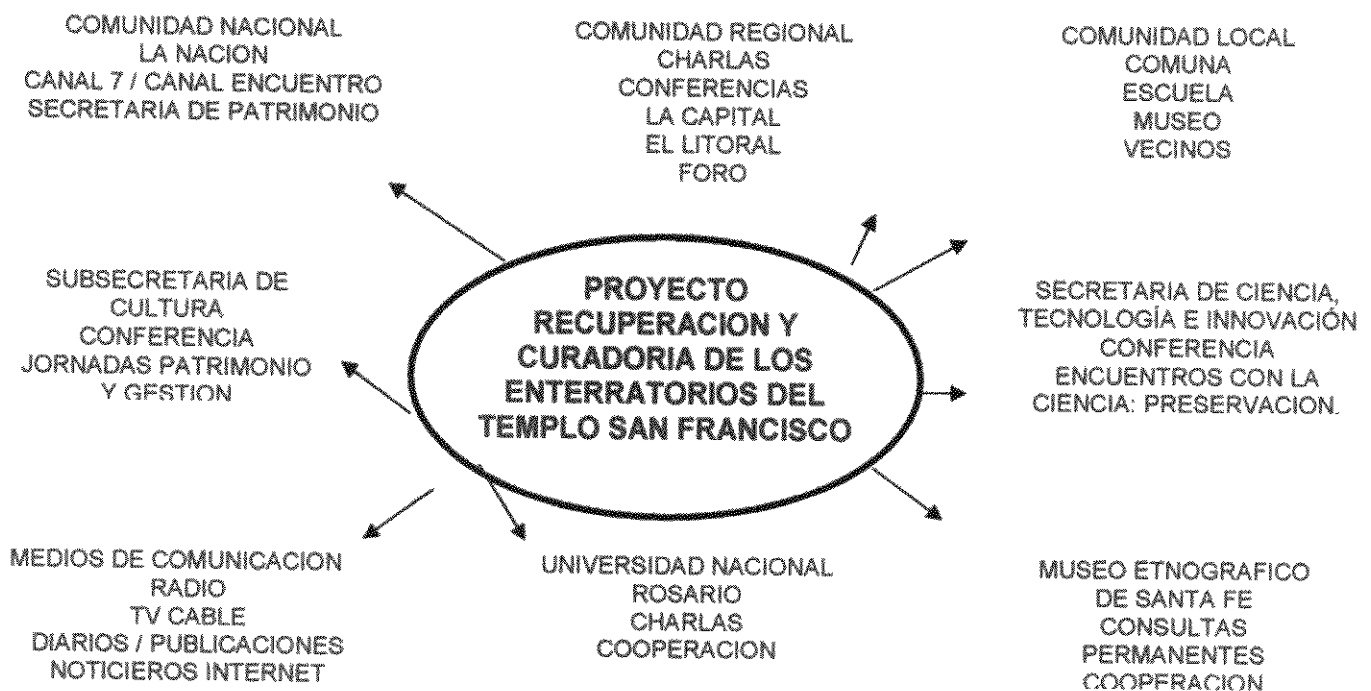 COMUNIDAD NACIONAL
LA NACION
CANAL 7 / CANAL ENCUENTRO
SECRETARIA DE PATRIMONIO
COMUNIDAD REGIONAL
CHARLAS
CONFERENCIAS
LA CAPITAL
EL LITORAL
FORO
COMUNIDAD LOCAL
COMUNA
ESCUELA
MUSEO
VECINOS
SUBSECRETARIA DE
CULTURA
CONFERENCIA
JORNADAS PATRIMONIO
Y GESTION
PROYECTO
RECUPERACION Y
CURADORIA DE LOS
ENTERRATORIOS DEL
TEMPLO SAN FRANCISCO
SECRETARIA DE CIENCIA,
TECNOLOGÍA E INNOVACIÓN
CONFERENCIA
ENCUENTROS CON LA
CIENCIA: PRESERVACION.
MEDIOS DE COMUNICACION
RADIO
TV CABLE
DIARIOS / PUBLICACIONES
NOTICIEROS INTERNET
UNIVERSIDAD NACIONAL
ROSARIO
CHARLAS
COOPERACION
MUSEO ETNOGRAFICO
DE SANTA FE
CONSULTAS
PERMANENTES
COOPERACION